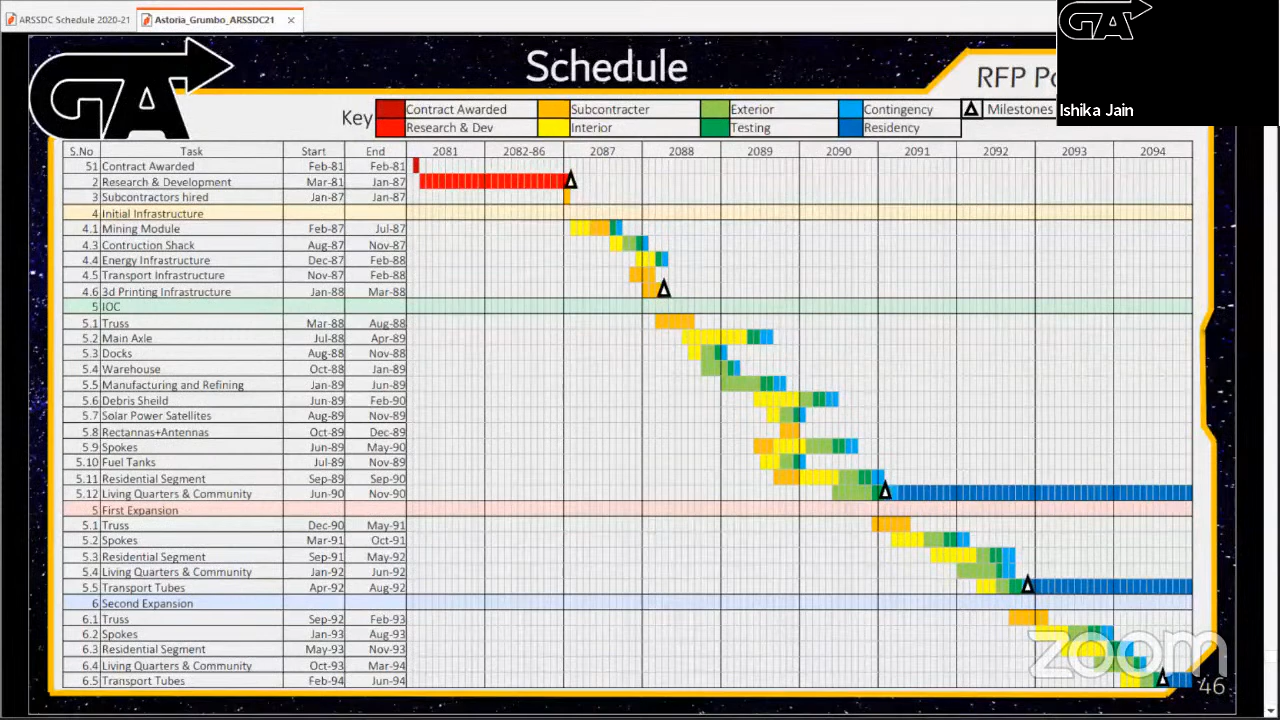 ARSSDC Schedule 2020-21 Astoria_Grumbo_ARSSDC21 ×
GA
GA
Schedule
RFP Po
Ishika Jain
Key Contract Awarded Subcontracter Exterior Contingency Milestones
Research & Dev Interior Testing Residency
S.No Task Start End 2081 2082-86 2087 2088 2089 2090 2091 2092 2093 2094
51 Contract Awarded Feb-81 Feb-81
2 Research & Development Mar-81 Jan-87
3 Subcontractors hired Jan-87 Jan-87
4 Initial Infrastructure
4.1 Mining Module Feb-87 Jul-87
4.3 Contruction Shack Aug-87 Nov-87
4.4 Energy Infrastructure Dec-87 Feb-88
4.5 Transport Infrastructure Nov-87 Feb-88
4.6 3d Printing Infrastructure Jan-88 Mar-88
5 IOC
5.1 Truss Mar-88 Aug-88
5.2 Main Axle Jul-88 Apr-89
5.3 Docks Aug-88 Nov-88
5.4 Warehouse Oct-88 Jan-89
5.5 Manufacturing and Refining Jan-89 Jun-89
5.6 Debris Sheild Jun-89 Feb-90
5.7 Solar Power Satellites Aug-89 Nov-89
5.8 Rectannas+Antennas Oct-89 Dec-89
5.9 Spokes Jun-89 May-90
5.10 Fuel Tanks Jul-89 Nov-89
5.11 Residential Segment Sep-89 Sep-90
5.12 Living Quarters & Community Jun-90 Nov-90
5 First Expansion
5.1 Truss Dec-90 May-91
5.2 Spokes Mar-91 Oct-91
5.3 Residential Segment Sep-91 May-92
5.4 Living Quarters & Community Jan-92 Jun-92
5.5 Transport Tubes Apr-92 Aug-92
6 Second Expansion
6.1 Truss Sep-92 Feb-93
6.2 Spokes Jan-93 Aug-93
6.3 Residential Segment May-93 Nov-93
6.4 Living Quarters & Community Oct-93 Mar-94
6.5 Transport Tubes Feb-94 Jun-94
zoom
46